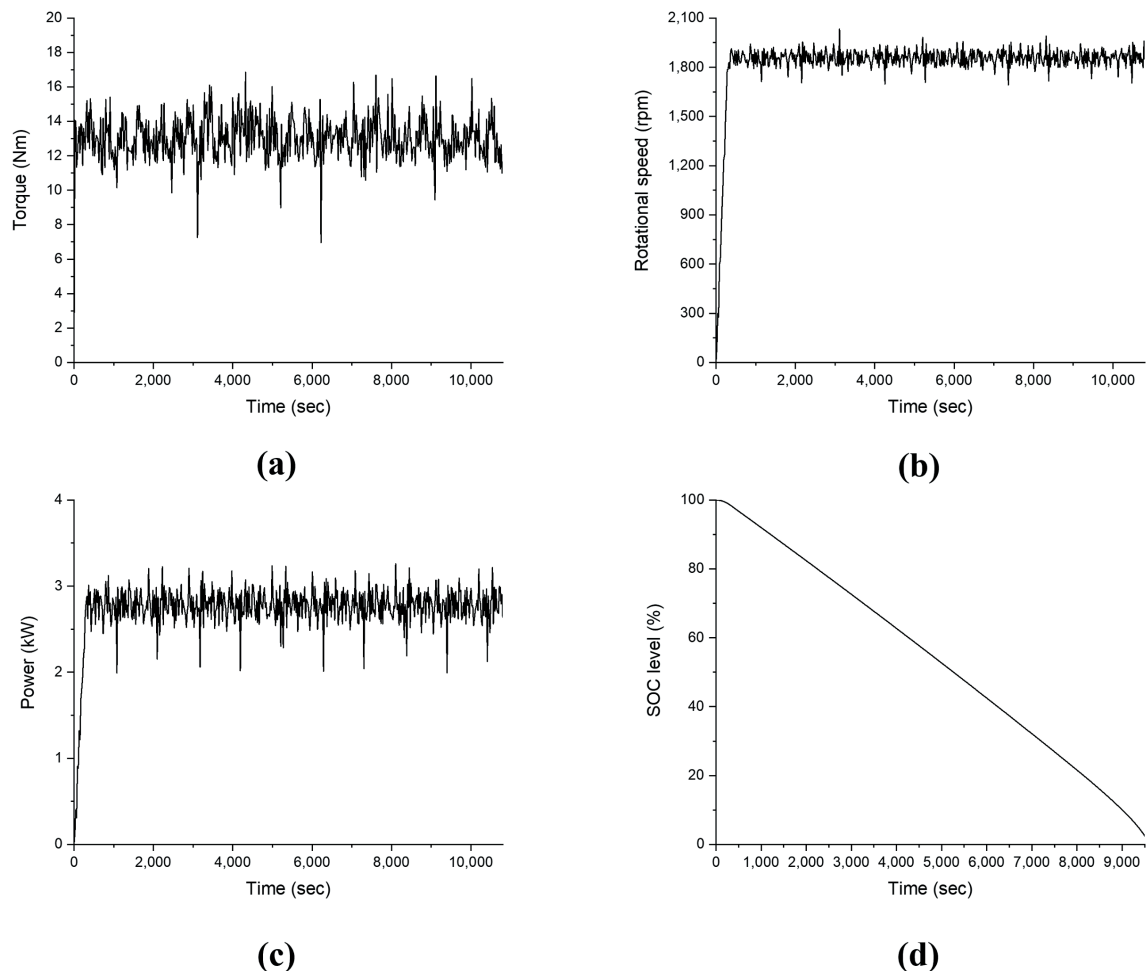 20
18
16
14
12
10
8
6
4
2
0
Torque (Nm)
0 2,000 4,000 6,000 8,000 10,000
Time (sec)
(a)
2,100
1,800
1,500
1,200
900
600
300
0
Rotational speed (rpm)
0 2,000 4,000 6,000 8,000 10,000
Time (sec)
(b)
4
3
2
1
0
Power (kW)
0 2,000 4,000 6,000 8,000 10,000
Time (sec)
(c)
100
80
60
40
20
0
SOC level (%)
0 1,000 2,000 3,000 4,000 5,000 6,000 7,000 8,000 9,000
Time (sec)
(d)